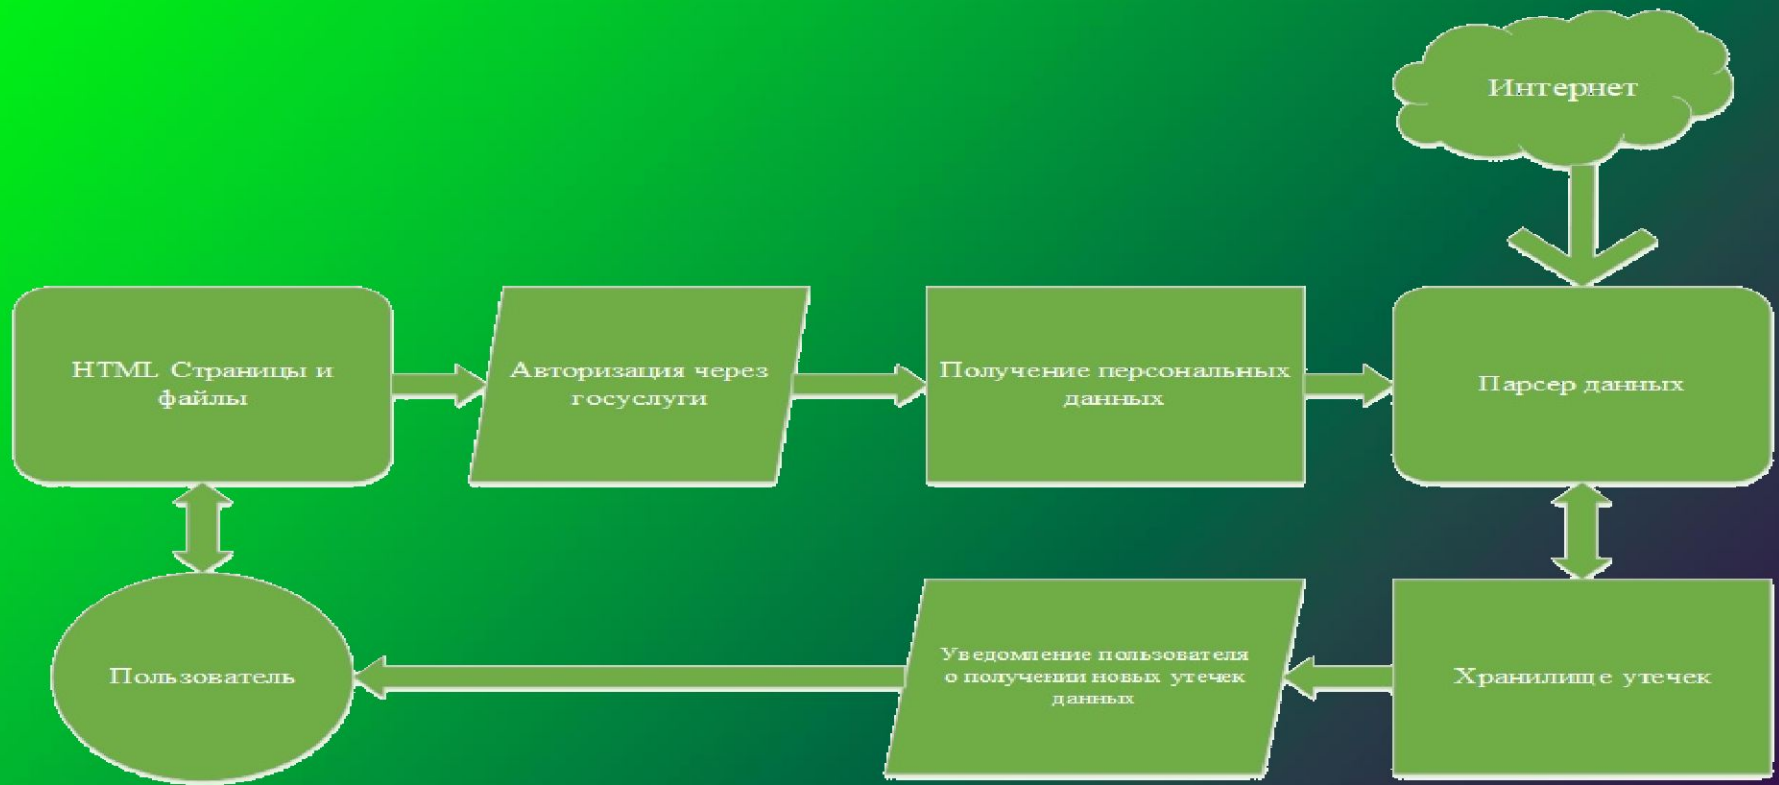 Интернет
HTML Страницы и
файлы
Авторизация через
госуслуги
Получение персональных
данных
Парсер данных
Пользователь
Уведомление пользователя
о получении новых утечек
данных
Хранилище утечек